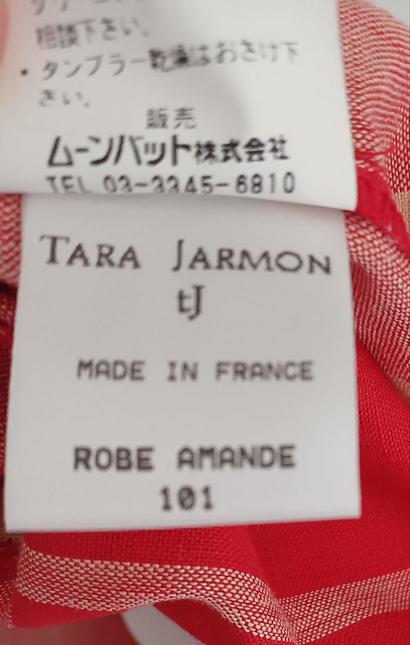 相談下さい。
・タンブラー乾燥はおさけ下
さい。
販売
ムーンバット株式会社
TEL 03-3345-6810
TARA JARMON
tJ
MADE IN FRANCE
ROBE AMANDE
101